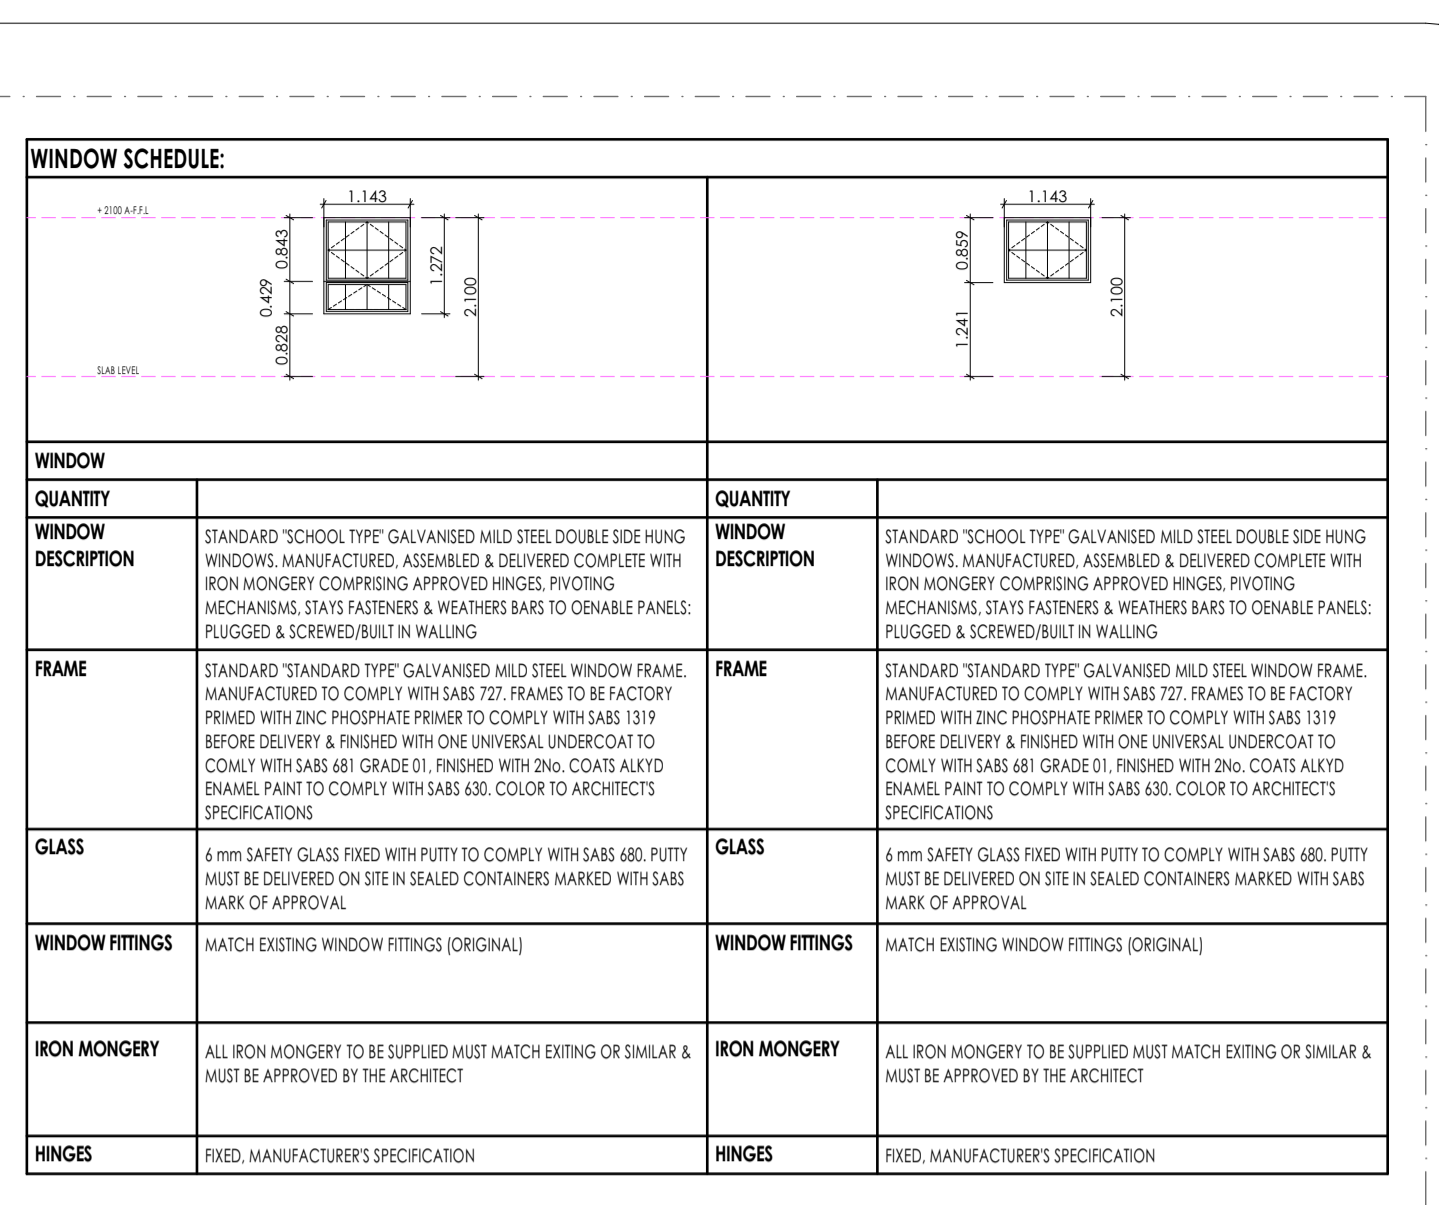 WINDOW SCHEDULE:
+ 2100 A-F.F.L
1.143
0.843
0.429
0.828
1.272
2.100
SLAB LEVEL
1.143
0.859
1.241
2.100
WINDOW
QUANTITY
WINDOW
DESCRIPTION
STANDARD "SCHOOL TYPE" GALVANISED MILD STEEL DOUBLE SIDE HUNG
WINDOWS. MANUFACTURED, ASSEMBLED & DELIVERED COMPLETE WITH
IRON MONGERY COMPRISING APPROVED HINGES, PIVOTING
MECHANISMS, STAYS FASTENERS & WEATHERS BARS TO OENABLE PANELS:
PLUGGED & SCREWED/BUILT IN WALLING
FRAME
STANDARD "STANDARD TYPE" GALVANISED MILD STEEL WINDOW FRAME.
MANUFACTURED TO COMPLY WITH SABS 727. FRAMES TO BE FACTORY
PRIMED WITH ZINC PHOSPHATE PRIMER TO COMPLY WITH SABS 1319
BEFORE DELIVERY & FINISHED WITH ONE UNIVERSAL UNDERCOAT TO
COMLY WITH SABS 681 GRADE 01, FINISHED WITH 2No. COATS ALKYD
ENAMEL PAINT TO COMPLY WITH SABS 630. COLOR TO ARCHITECT'S
SPECIFICATIONS
GLASS
6 mm SAFETY GLASS FIXED WITH PUTTY TO COMPLY WITH SABS 680. PUTTY
MUST BE DELIVERED ON SITE IN SEALED CONTAINERS MARKED WITH SABS
MARK OF APPROVAL
WINDOW FITTINGS
MATCH EXISTING WINDOW FITTINGS (ORIGINAL)
IRON MONGERY
ALL IRON MONGERY TO BE SUPPLIED MUST MATCH EXITING OR SIMILAR &
MUST BE APPROVED BY THE ARCHITECT
HINGES
FIXED, MANUFACTURER'S SPECIFICATION
QUANTITY
WINDOW
DESCRIPTION
STANDARD "SCHOOL TYPE" GALVANISED MILD STEEL DOUBLE SIDE HUNG
WINDOWS. MANUFACTURED, ASSEMBLED & DELIVERED COMPLETE WITH
IRON MONGERY COMPRISING APPROVED HINGES, PIVOTING
MECHANISMS, STAYS FASTENERS & WEATHERS BARS TO OENABLE PANELS:
PLUGGED & SCREWED/BUILT IN WALLING
FRAME
STANDARD "STANDARD TYPE" GALVANISED MILD STEEL WINDOW FRAME.
MANUFACTURED TO COMPLY WITH SABS 727. FRAMES TO BE FACTORY
PRIMED WITH ZINC PHOSPHATE PRIMER TO COMPLY WITH SABS 1319
BEFORE DELIVERY & FINISHED WITH ONE UNIVERSAL UNDERCOAT TO
COMLY WITH SABS 681 GRADE 01, FINISHED WITH 2No. COATS ALKYD
ENAMEL PAINT TO COMPLY WITH SABS 630. COLOR TO ARCHITECT'S
SPECIFICATIONS
GLASS
6 mm SAFETY GLASS FIXED WITH PUTTY TO COMPLY WITH SABS 680. PUTTY
MUST BE DELIVERED ON SITE IN SEALED CONTAINERS MARKED WITH SABS
MARK OF APPROVAL
WINDOW FITTINGS
MATCH EXISTING WINDOW FITTINGS (ORIGINAL)
IRON MONGERY
ALL IRON MONGERY TO BE SUPPLIED MUST MATCH EXITING OR SIMILAR &
MUST BE APPROVED BY THE ARCHITECT
HINGES
FIXED, MANUFACTURER'S SPECIFICATION